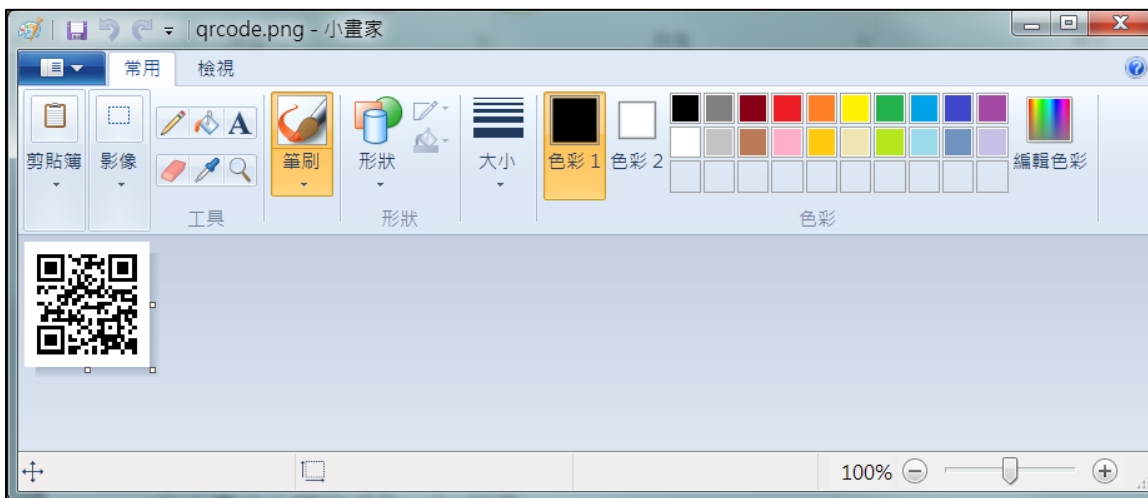 qrcode.png - 小畫家
常用 檢視
剪貼簿 影像 筆刷 形狀 大小 色彩 1 色彩 2 編輯色彩
工具 形狀 色彩
100%